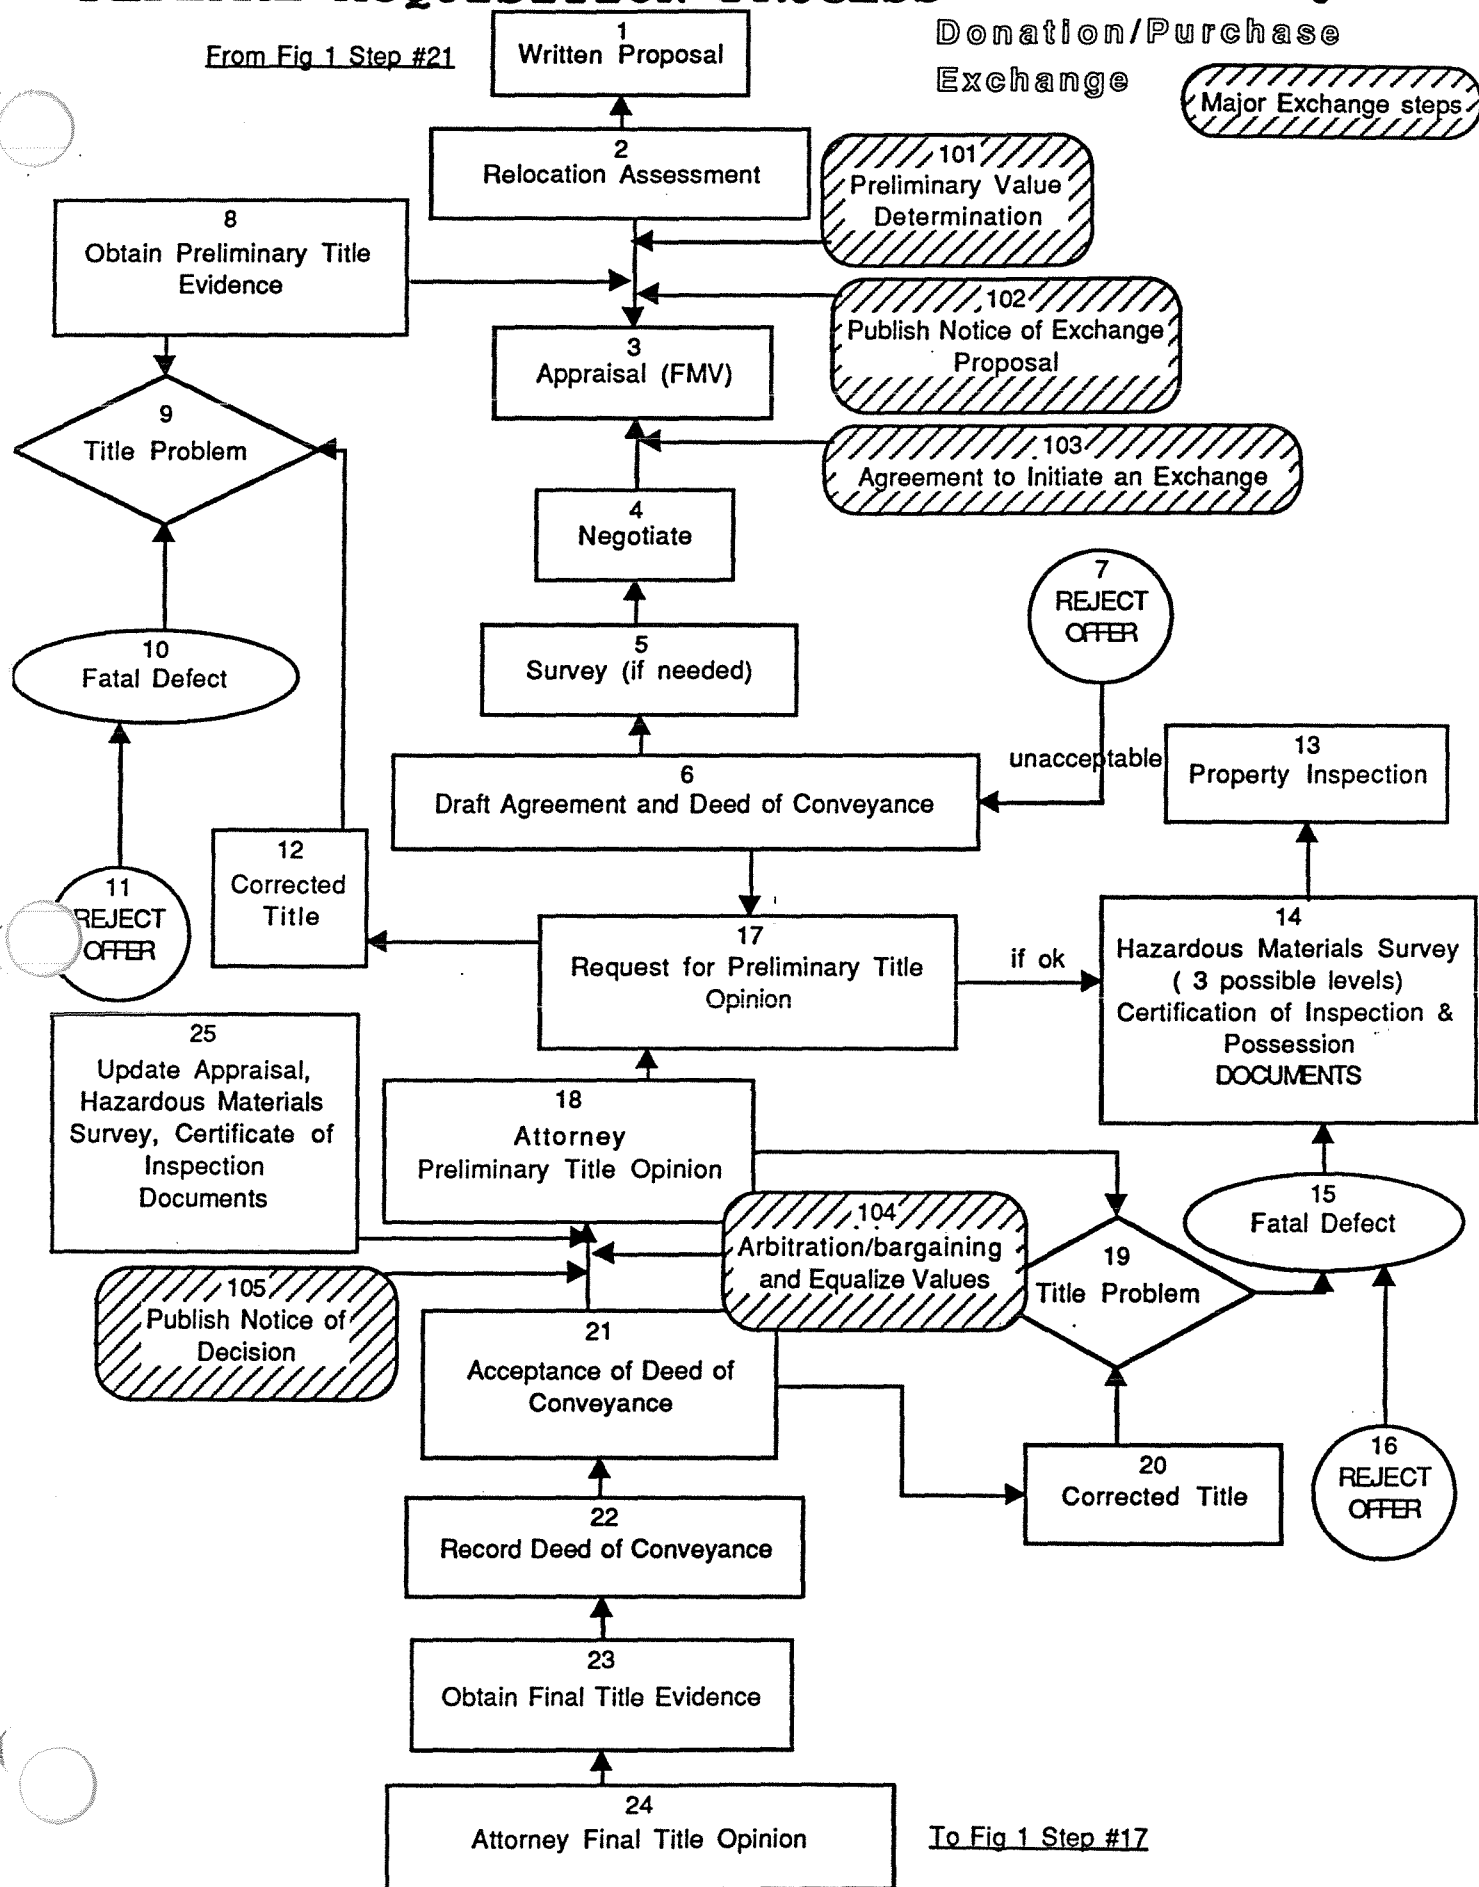 ACQUISITION PROCESS
From Fig 1 Step #21
Donation/Purchase
Exchange
Major Exchange steps
1
Written Proposal
2
Relocation Assessment
101
Preliminary Value
Determination
8
Obtain Preliminary Title
Evidence
102
Publish Notice of Exchange
Proposal
3
Appraisal (FMV)
9
Title Problem
103
Agreement to Initiate an Exchange
4
Negotiate
7
REJECT
OFFER
10
Fatal Defect
5
Survey (if needed)
unacceptable
13
Property Inspection
6
Draft Agreement and Deed of Conveyance
12
Corrected
Title
11
REJECT
OFFER
17
Request for Preliminary Title
Opinion
if ok
14
Hazardous Materials Survey
( 3 possible levels)
Certification of Inspection &
Possession
DOCUMENTS
25
Update Appraisal,
Hazardous Materials
Survey, Certificate of
Inspection
Documents
18
Attorney
Preliminary Title Opinion
104
Arbitration/bargaining
and Equalize Values
15
Fatal Defect
19
Title Problem
105
Publish Notice of
Decision
21
Acceptance of Deed of
Conveyance
20
Corrected Title
16
REJECT
OFFER
22
Record Deed of Conveyance
23
Obtain Final Title Evidence
24
Attorney Final Title Opinion
To Fig 1 Step #17